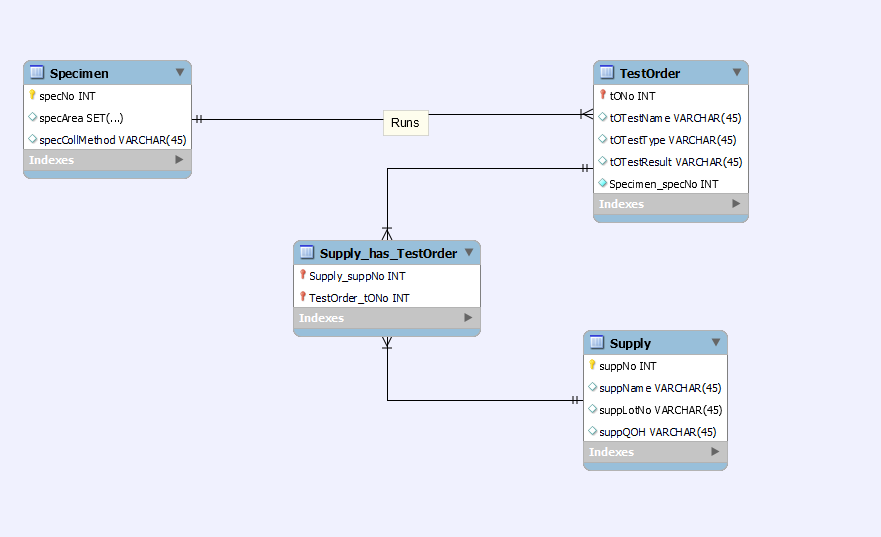 Specimen
specNo INT
specArea SET(...)
specCollMethod VARCHAR(45)
Indexes
Runs
TestOrder
tONo INT
tOTestName VARCHAR(45)
tOTestType VARCHAR(45)
tOTestResult VARCHAR(45)
Specimen_specNo INT
Indexes
Supply_has_TestOrder
Supply_suppNo INT
TestOrder_tONo INT
Indexes
Supply
suppNo INT
suppName VARCHAR(45)
suppLotNo VARCHAR(45)
suppQOH VARCHAR(45)
Indexes